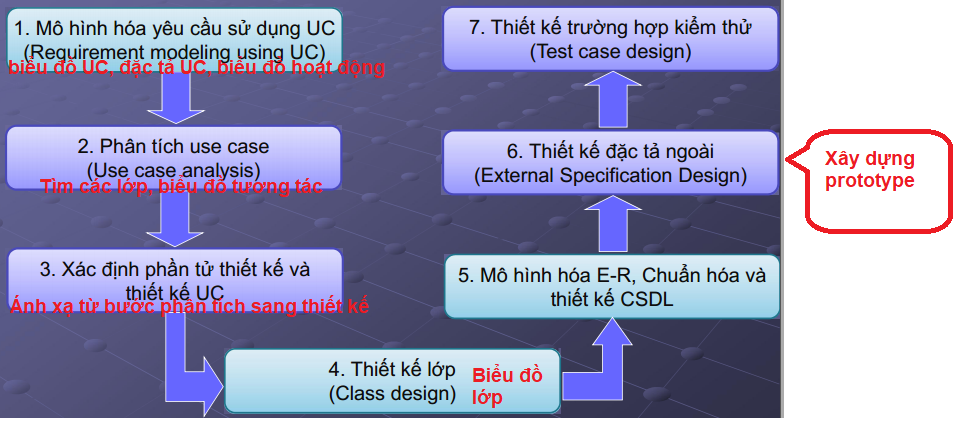 1. Mô hình hóa yêu cầu sử dụng UC
(Requirement modeling using UC)
biểu đồ UC, đặc tả UC, biểu đồ hoạt động
2. Phân tích use case
(Use case analysis)
Tìm các lớp, biểu đồ tương tác
3. Xác định phần tử thiết kế và
thiết kế UC
Ánh xạ từ bước phân tích sang thiết kế
4. Thiết kế lớp
(Class design)
Biểu đồ
lớp
5. Mô hình hóa E-R, Chuẩn hóa và
thiết kế CSDL
6. Thiết kế đặc tả ngoài
(External Specification Design)
Xây dựng
prototype
7. Thiết kế trường hợp kiểm thử
(Test case design)